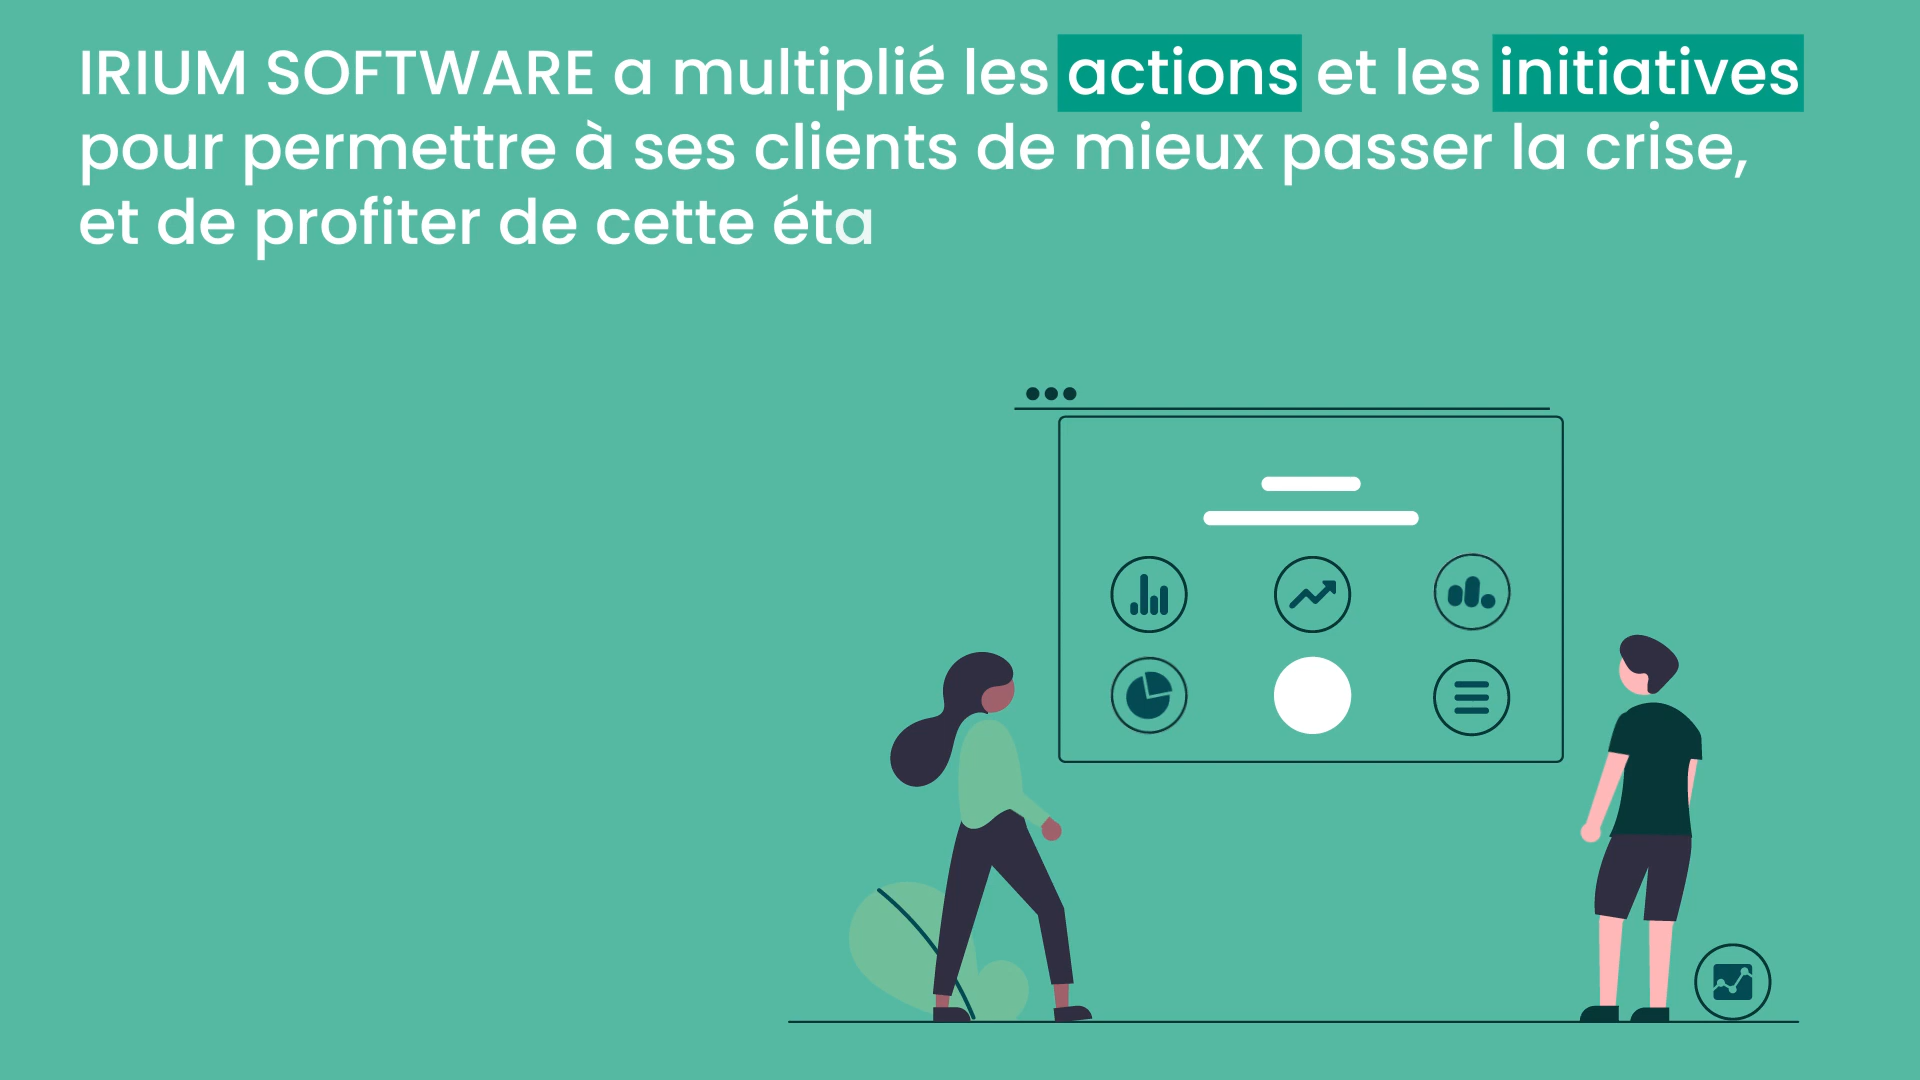 IRIUM SOFTWARE a multiplié les actions et les initiatives
pour permettre à ses clients de mieux passer la crise,
et de profiter de cette éta